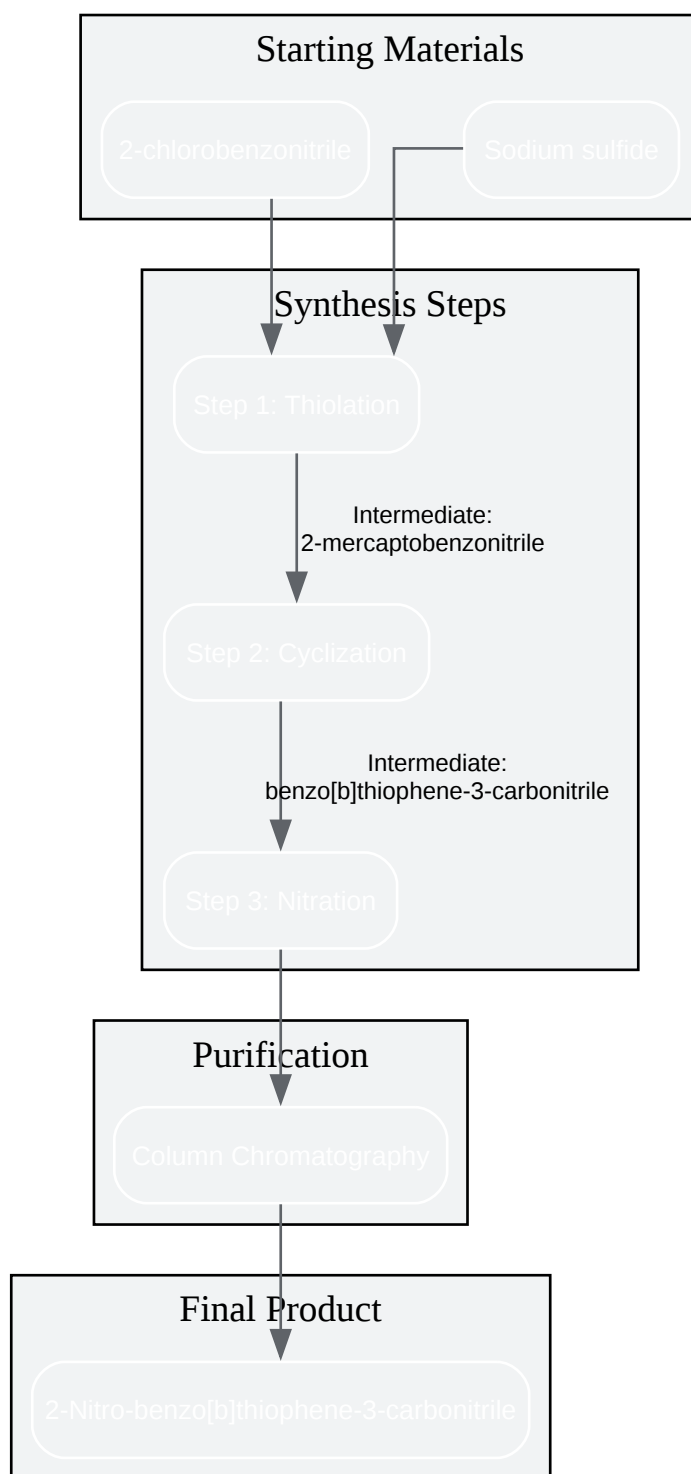 Starting Materials
2-chlorobenzonitrile
Sodium sulfide
Synthesis Steps
Step 1: Thiolation
Intermediate:
2-mercaptobenzonitrile
Step 2: Cyclization
Intermediate:
benzo[b]thiophene-3-carbonitrile
Step 3: Nitration
Purification
Column Chromatography
Final Product
2-Nitro-benzo[b]thiophene-3-carbonitrile